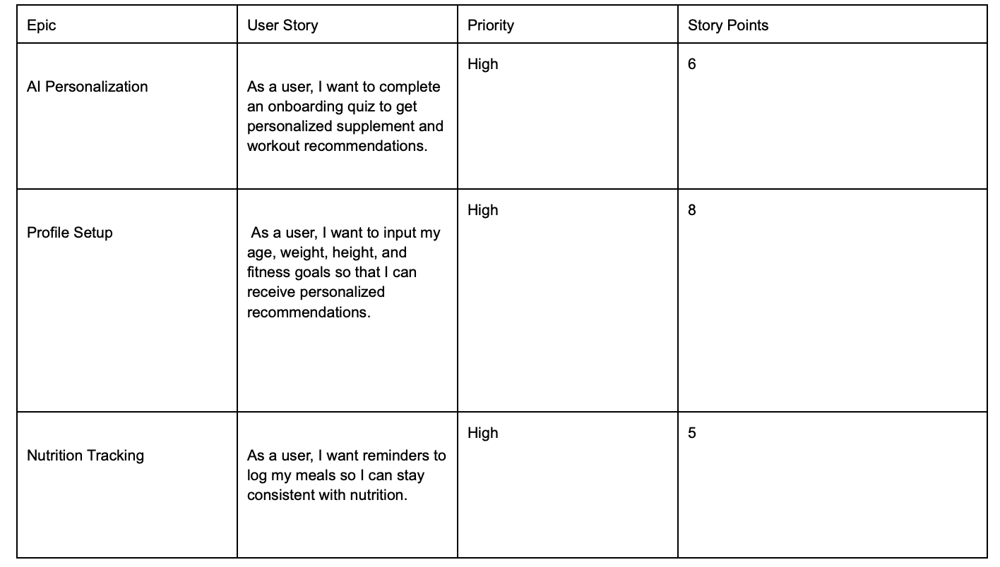 Epic
User Story
Priority
Story Points
AI Personalization
As a user, I want to complete
an onboarding quiz to get
personalized supplement and
workout recommendations.
High
6
Profile Setup
As a user, I want to input my
age, weight, height, and
fitness goals so that I can
receive personalized
recommendations.
High
8
Nutrition Tracking
As a user, I want reminders to
log my meals so I can stay
consistent with nutrition.
High
5